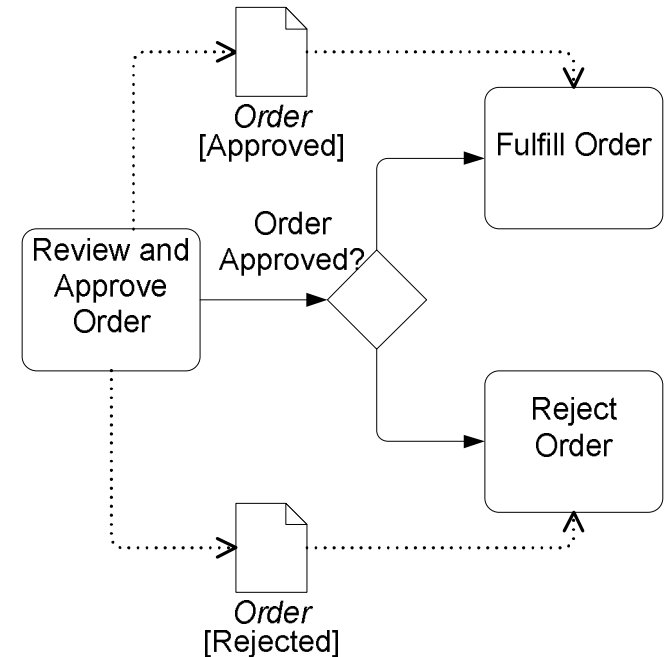 Order
[Approved]
Fulfill Order
Order
Approved?
Review and
Approve
Order
Reject
Order
Order
[Rejected]